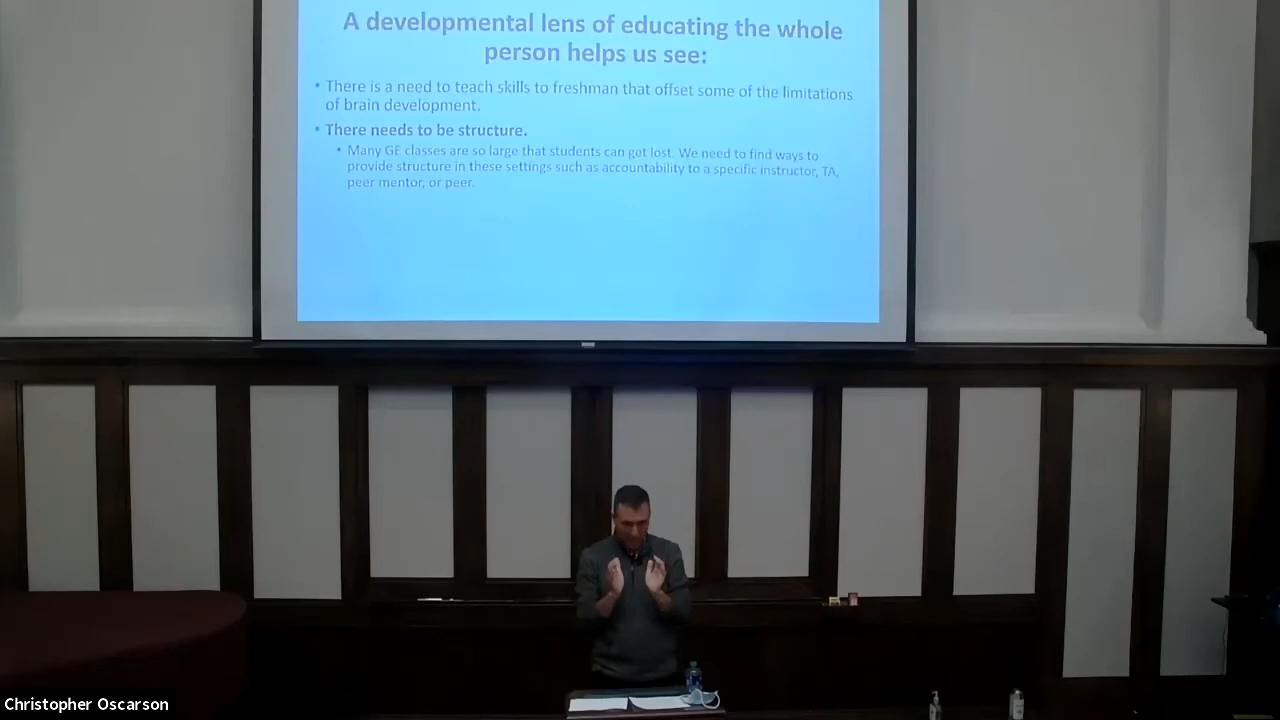 A developmental lens of educating the whole
person helps us see:
• There is a need to teach skills to freshman that offset some of the limitations
of brain development.
• There needs to be structure.
• Many GE classes are so large that students can get lost. We need to find ways to
provide structure in these settings such as accountability to a specific instructor, TA,
peer mentor, or peer.
Christopher Oscarson